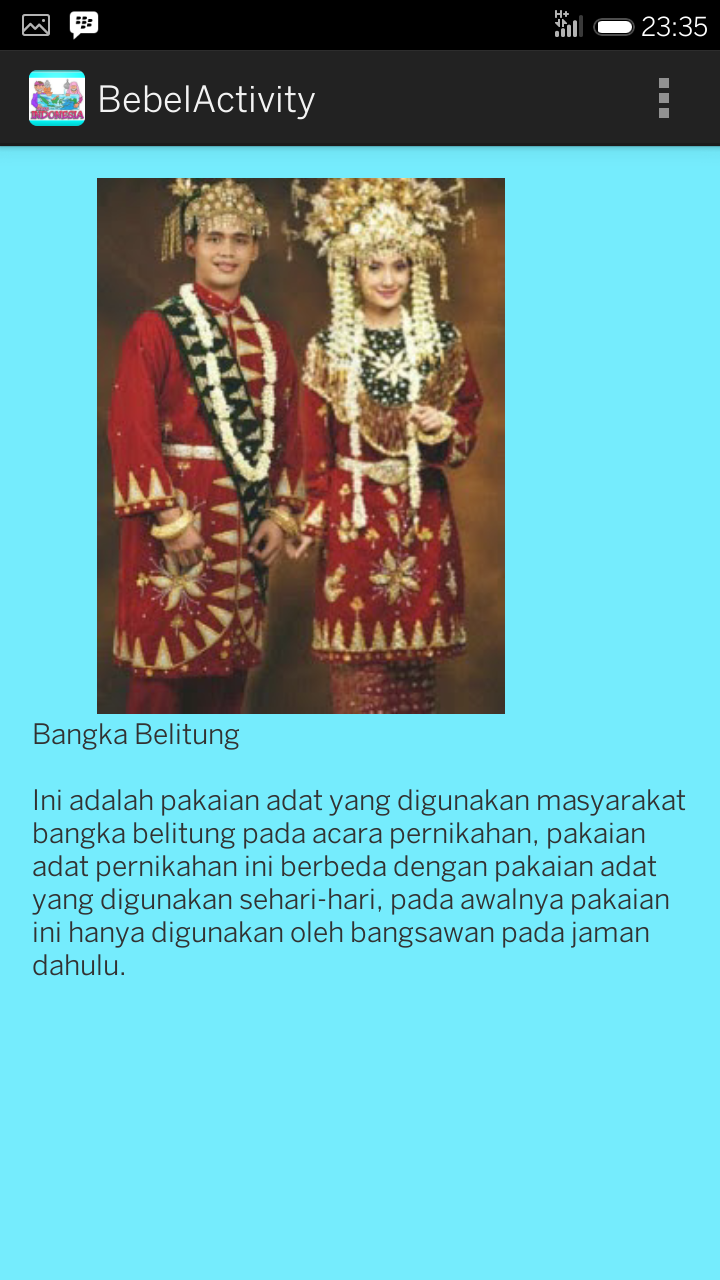 23:35
INDONESIA
BebelActivity
Bangka Belitung
Ini adalah pakaian adat yang digunakan masyarakat
bangka belitung pada acara pernikahan, pakaian
adat pernikahan ini berbeda dengan pakaian adat
yang digunakan sehari-hari, pada awalnya pakaian
ini hanya digunakan oleh bangsawan pada jaman
dahulu.